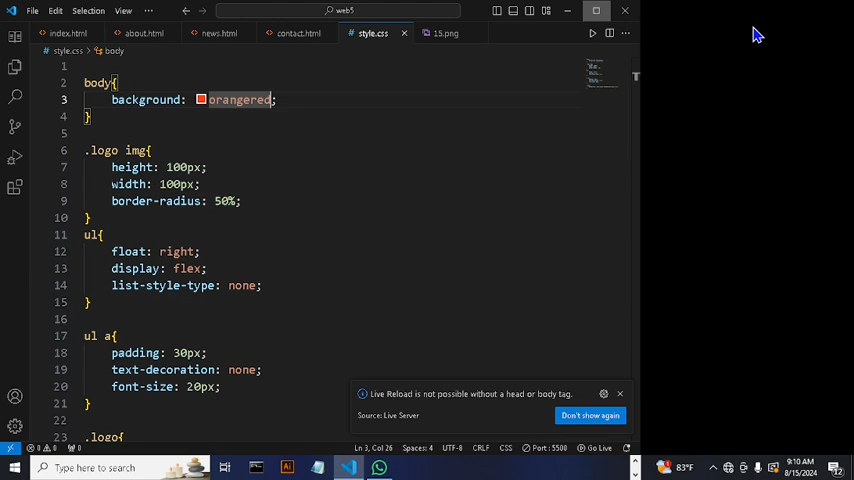 File Edit Selection View ... web5
index.html about.html news.html contact.html style.css 15.png
style.css > body
1
2 body{
3 background: orangered;
4 }
5
6 .logo img{
7 height: 100px;
8 width: 100px;
9 border-radius: 50%;
10 }
11 ul{
12 float: right;
13 display: flex;
14 list-style-type: none;
15 }
16
17 ul a{
18 padding: 30px;
19 text-decoration: none;
20 font-size: 20px;
21 }
22
23 .logo{
Live Reload is not possible without a head or body tag.
Source: Live Server
Don't show again
0 0 0 Ln 3, Col 26 Spaces: 4 UTF-8 CRLF CSS Port : 5500 Go Live
Type here to search
83°F
9:10 AM
8/15/2024
12